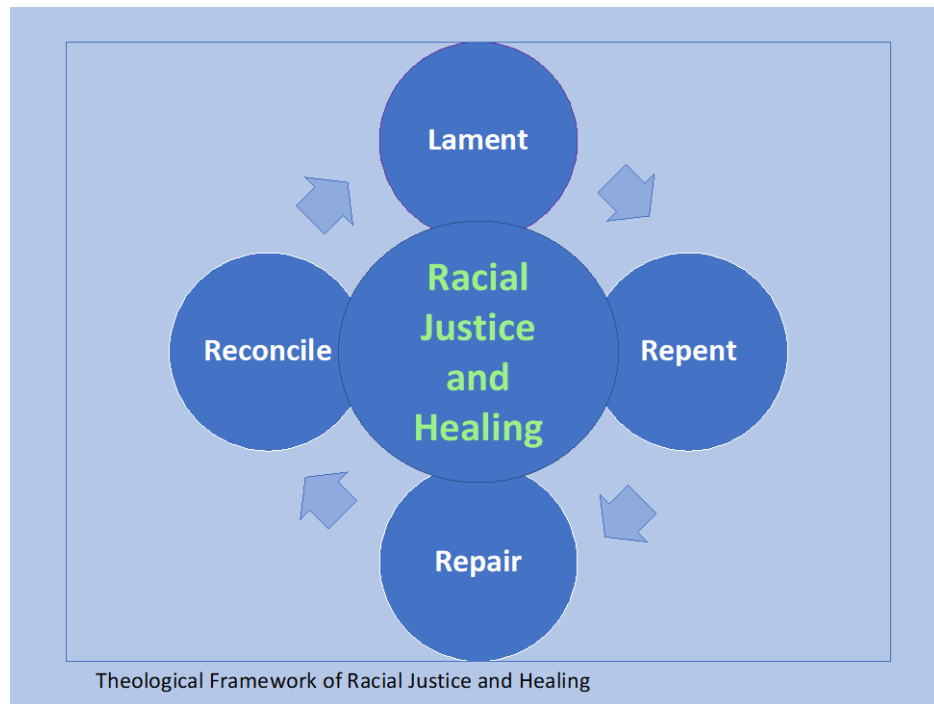 Lament
Racial
Justice
and
Healing
Reconcile
Repent
Repair
Theological Framework of Racial Justice and Healing